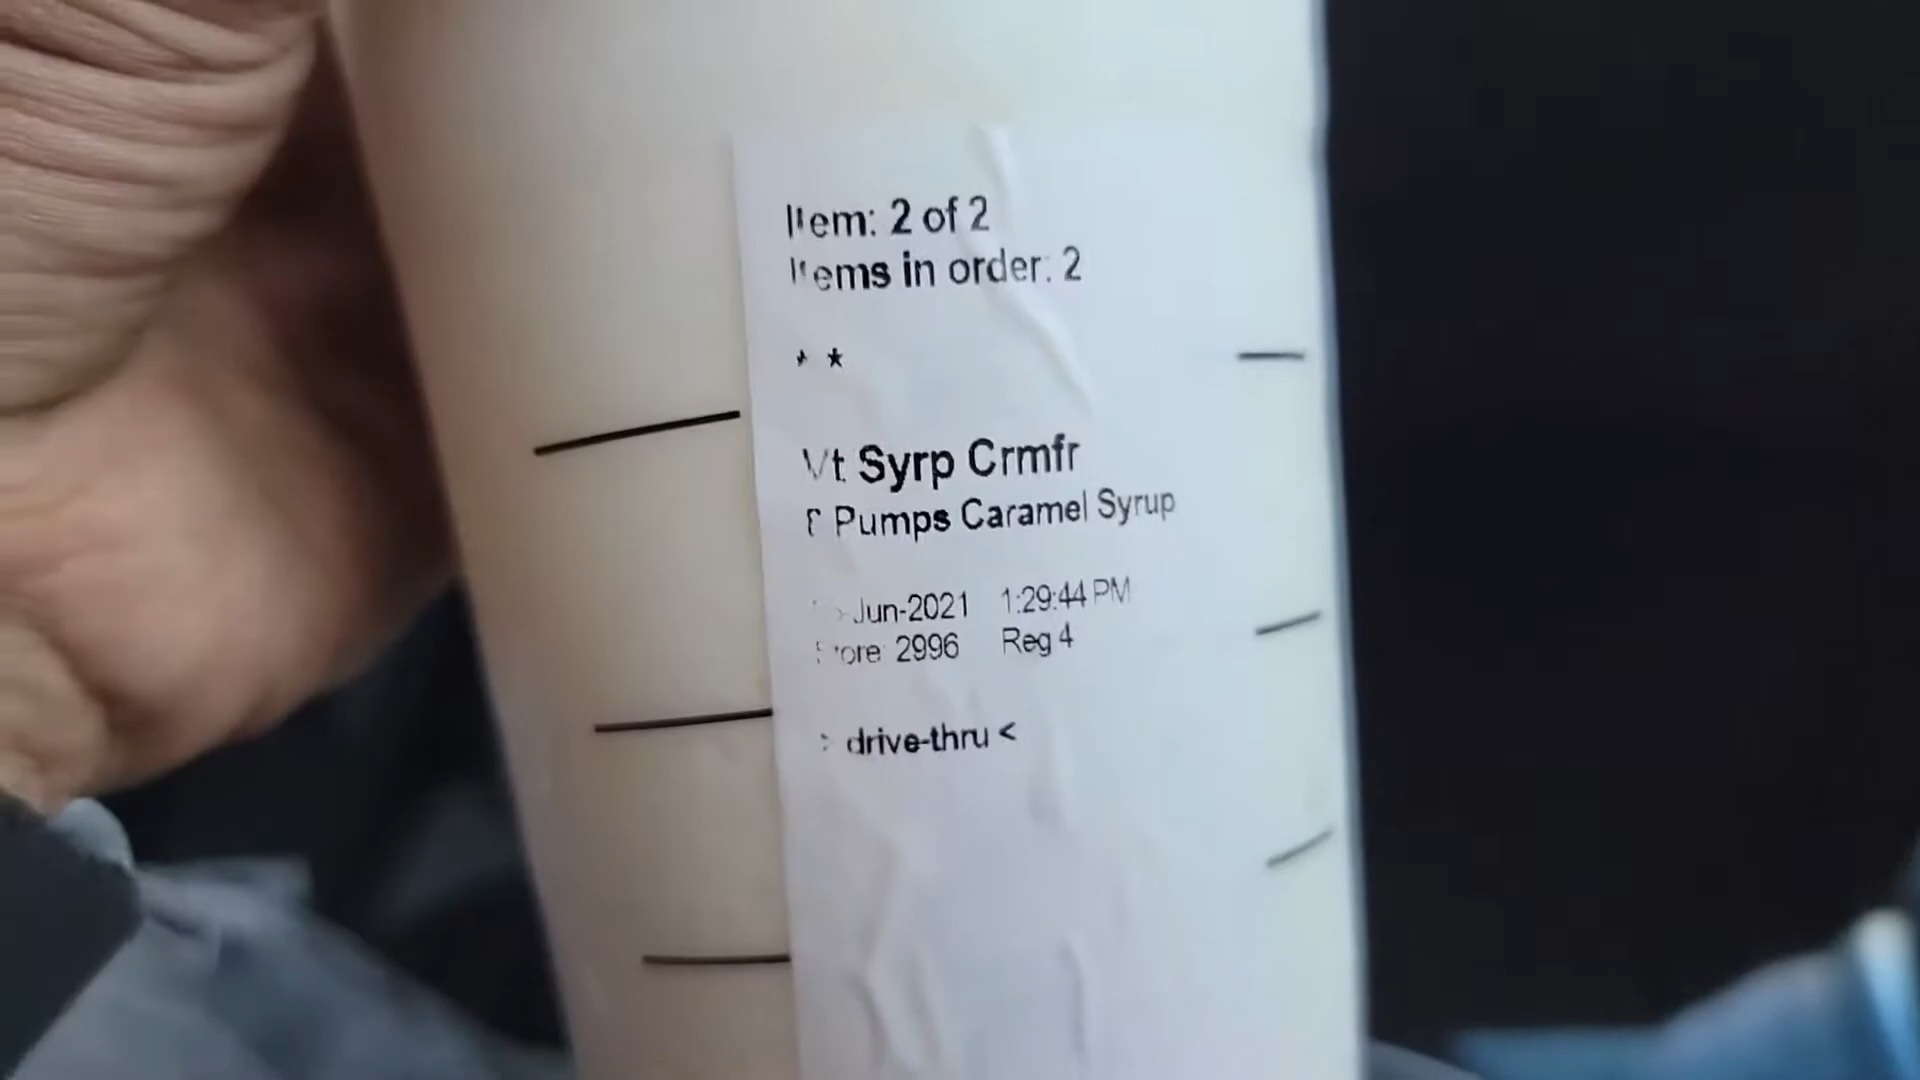 Item: 2 of 2
Items in order: 2
* *
Vt Syrp Crmfr
Pumps Caramel Syrup
Jun-2021 1:29:44 PM
Store 2996 Reg 4
> drive-thru <